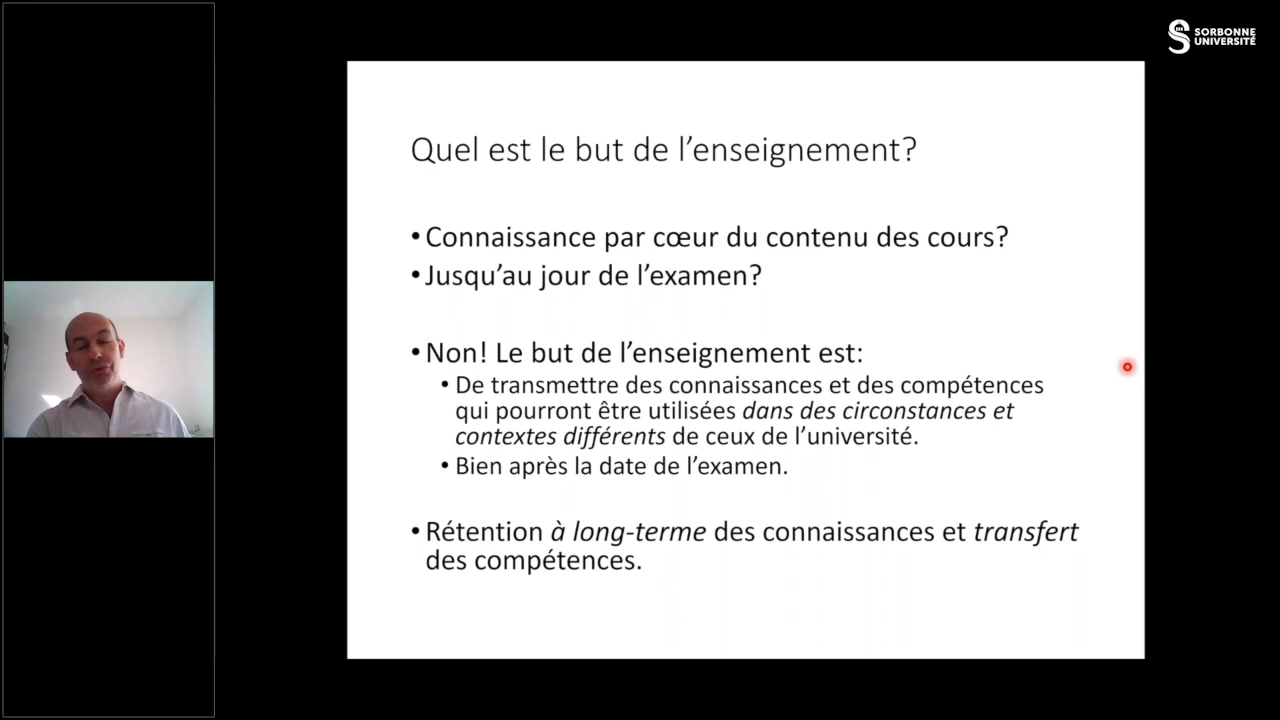 SORBONNE
UNIVERSITÉ
Quel est le but de l’enseignement?
• Connaissance par cœur du contenu des cours?
• Jusqu’au jour de l’examen?
• Non! Le but de l’enseignement est:
• De transmettre des connaissances et des compétences
qui pourront être utilisées dans des circonstances et
contextes différents de ceux de l’université.
• Bien après la date de l’examen.
• Rétention à long-terme des connaissances et transfert
des compétences.